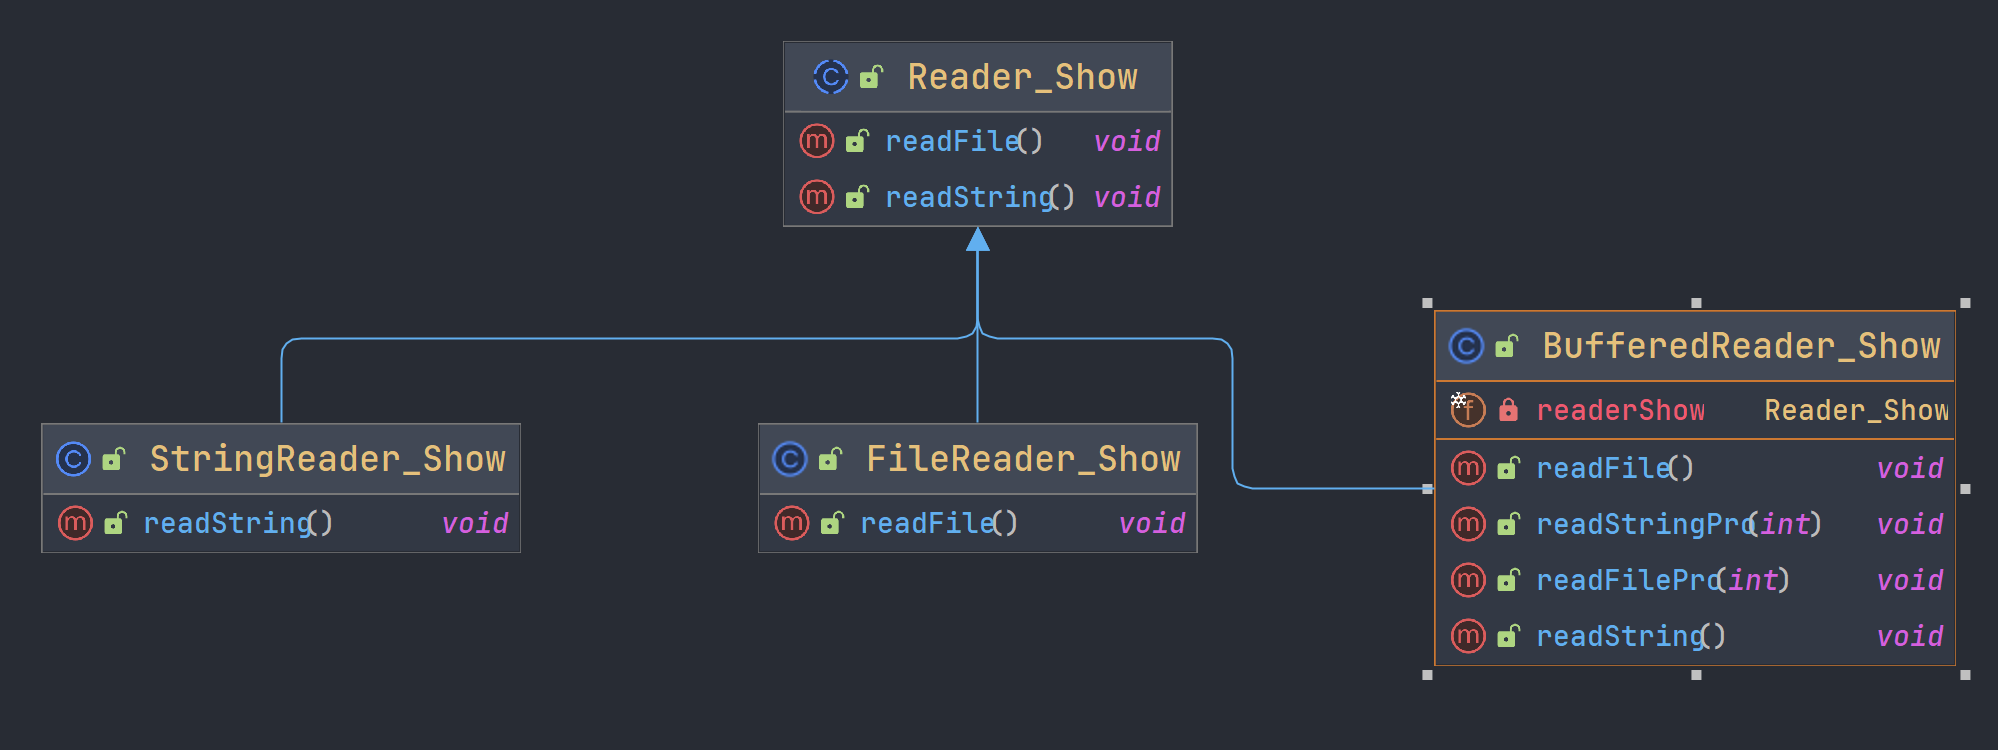 C Reader_Show
m readFile() void
m readString() void
C StringReader_Show
m readString() void
C FileReader_Show
m readFile() void
C BufferedReader_Show
f readerShow Reader_Show
m readFile() void
m readStringPro(int) void
m readFilePro(int) void
m readString() void